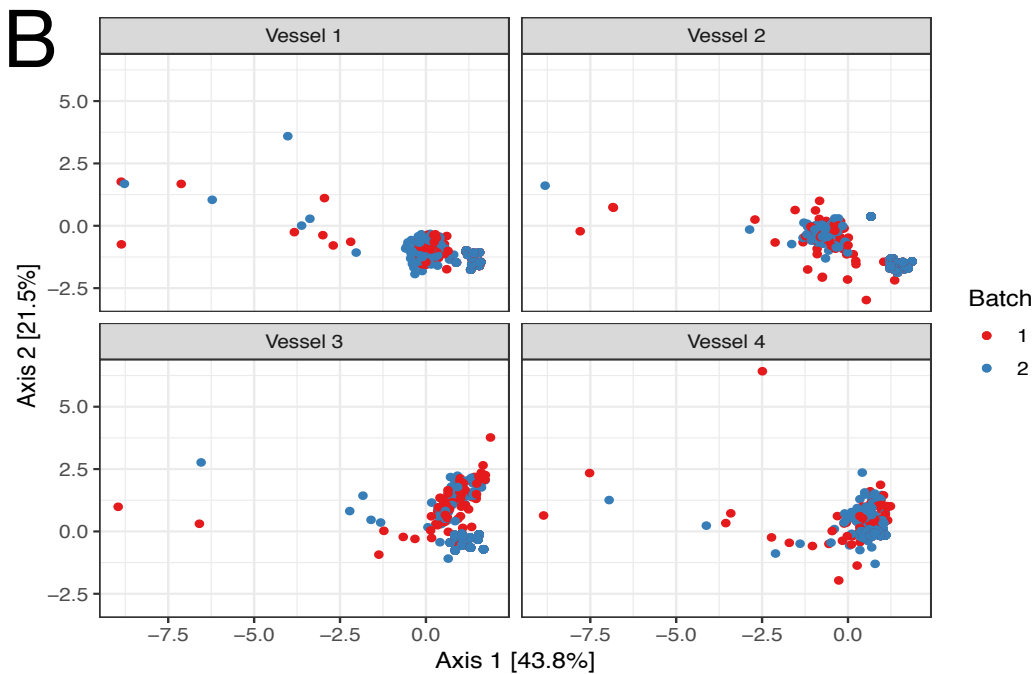 B
Vessel 1
Vessel 2
5.0
2.5
0.0
−2.5
Vessel 3
Vessel 4
5.0
2.5
0.0
−2.5
−7.5 −5.0 −2.5 0.0
−7.5 −5.0 −2.5 0.0
Axis 1 [43.8%]
Axis 2 [21.5%]
Batch
1
2